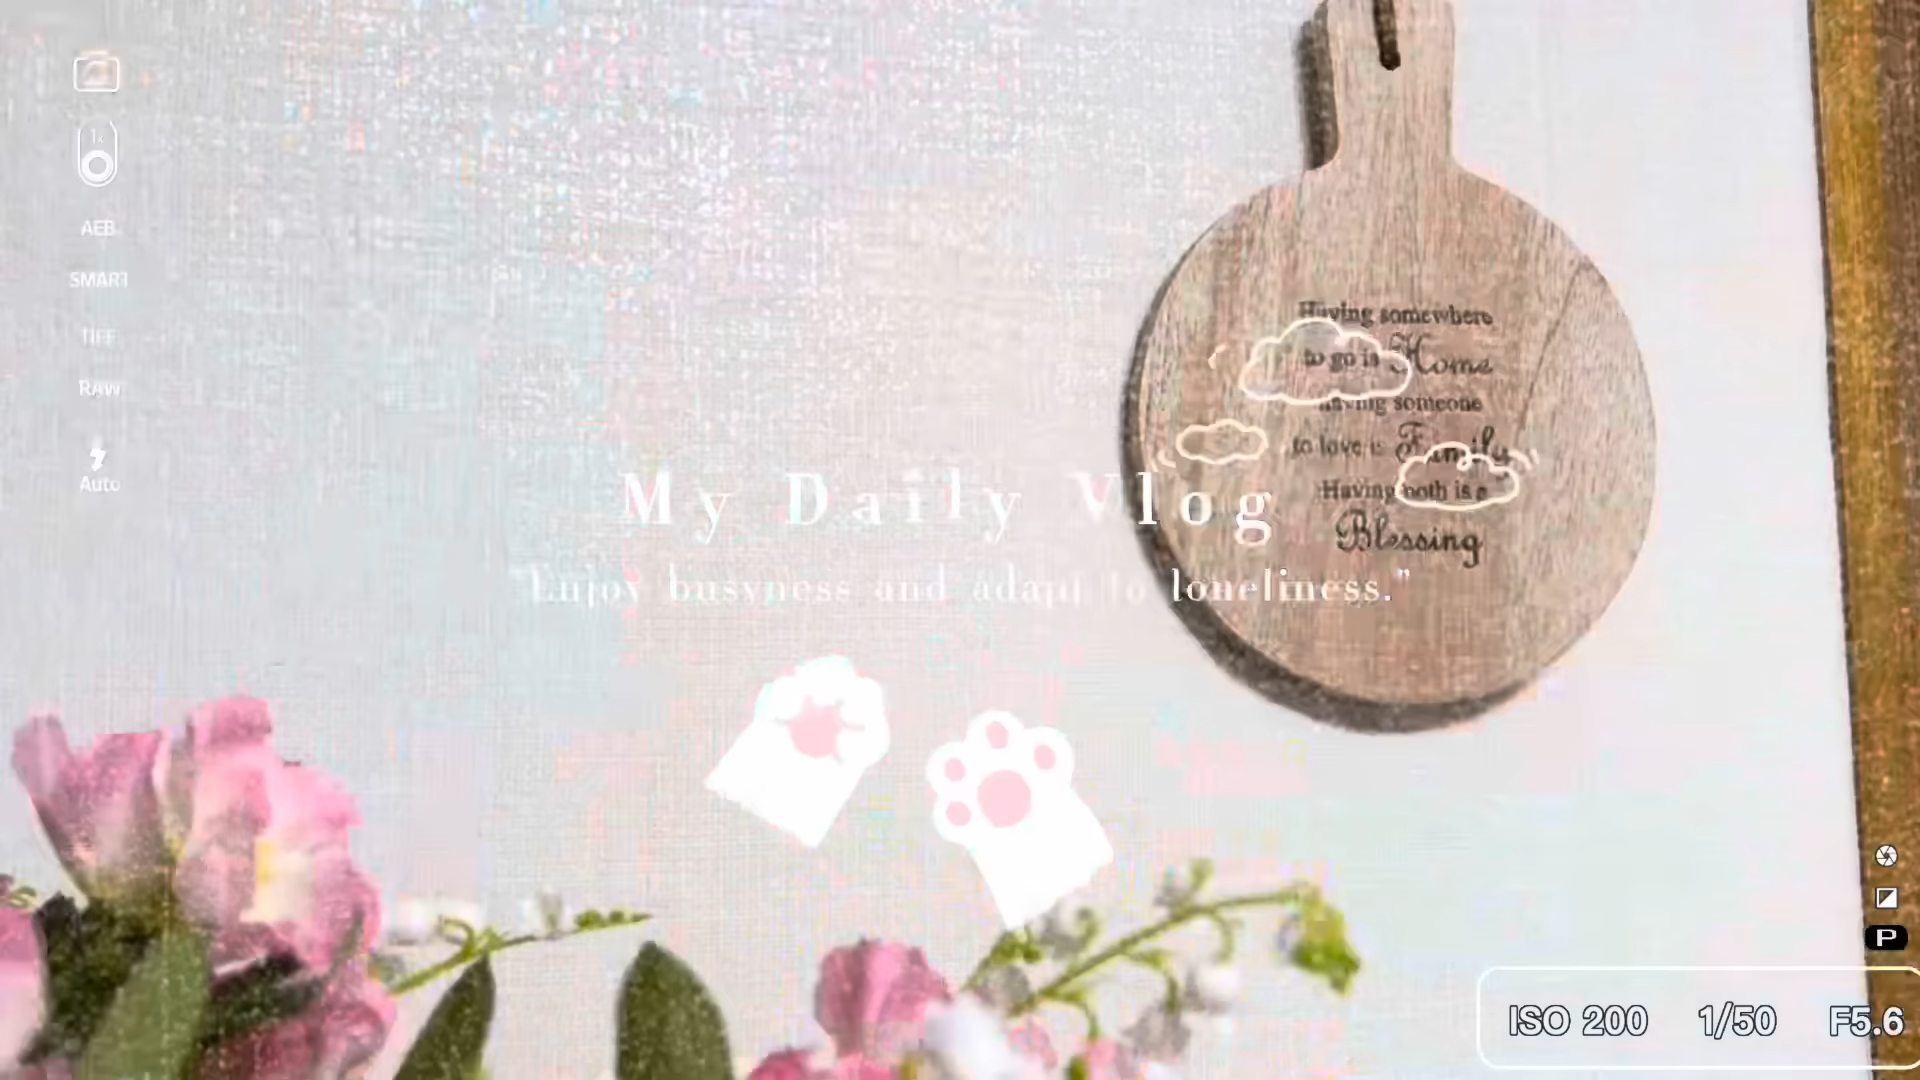 1x
AEB
SMART
TIFF
RAW
Auto
Having somewhere
to go is Home
having someone
to love is Family
Having both is a
Blessing
My Daily Vlog
"Enjoy busyness and adapt to loneliness."
P
ISO 200 1/50 F5.6